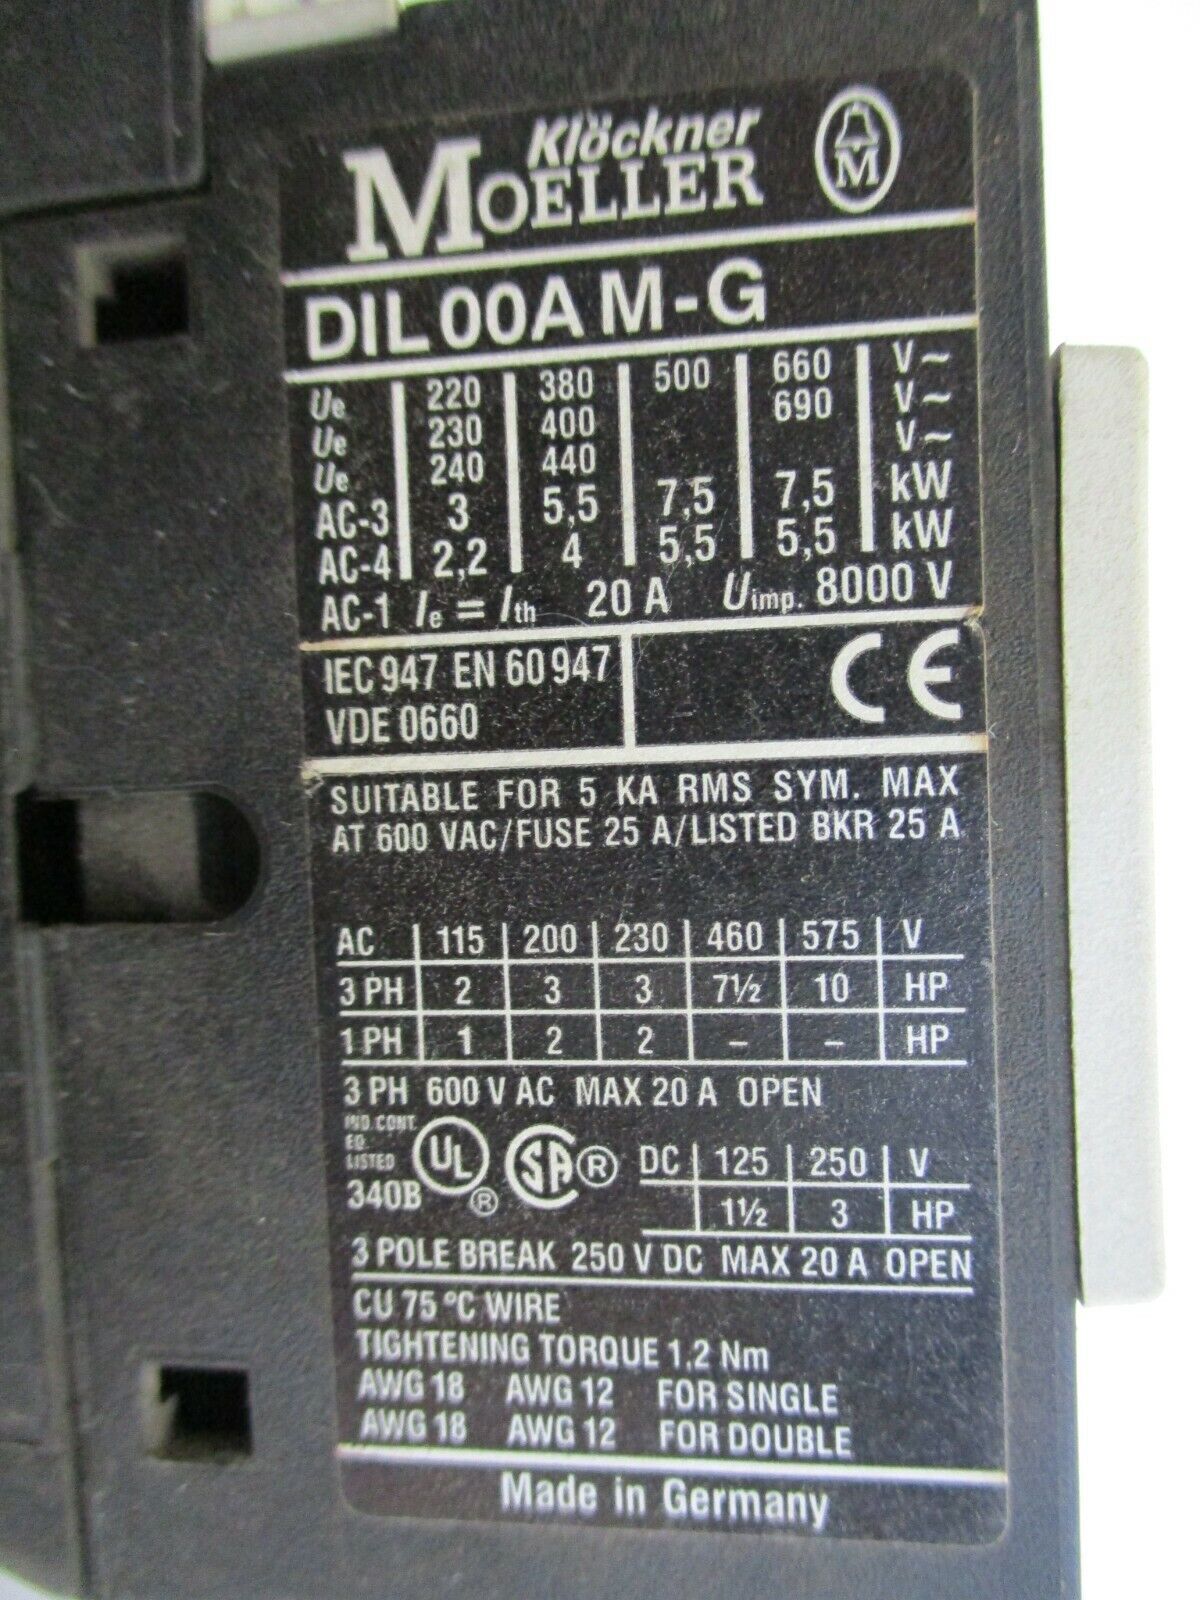 Klöckner
MOELLER
M
DIL00AM-G
Ue 220 380 500 660 V~
Ue 230 400 690 V~
Ue 240 440 V~
AC-3 3 5,5 7,5 7,5 kW
AC-4 2,2 4 5,5 5,5 kW
AC-1 Ie = Ith 20 A Uimp. 8000 V
IEC 947 EN 60 947 CE
VDE 0660
SUITABLE FOR 5 KA RMS SYM. MAX
AT 600 VAC/FUSE 25 A/LISTED BKR 25 A
AC 115 200 230 460 575 V
3 PH 2 3 3 7½ 10 HP
1 PH 1 2 2 – – HP
3 PH 600 V AC MAX 20 A OPEN
IND. CONT.
EQ.
LISTED
340B
UL ®
SA ®
DC 125 250 V
1½ 3 HP
3 POLE BREAK 250 V DC MAX 20 A OPEN
CU 75 °C WIRE
TIGHTENING TORQUE 1,2 Nm
AWG 18 AWG 12 FOR SINGLE
AWG 18 AWG 12 FOR DOUBLE
Made in Germany